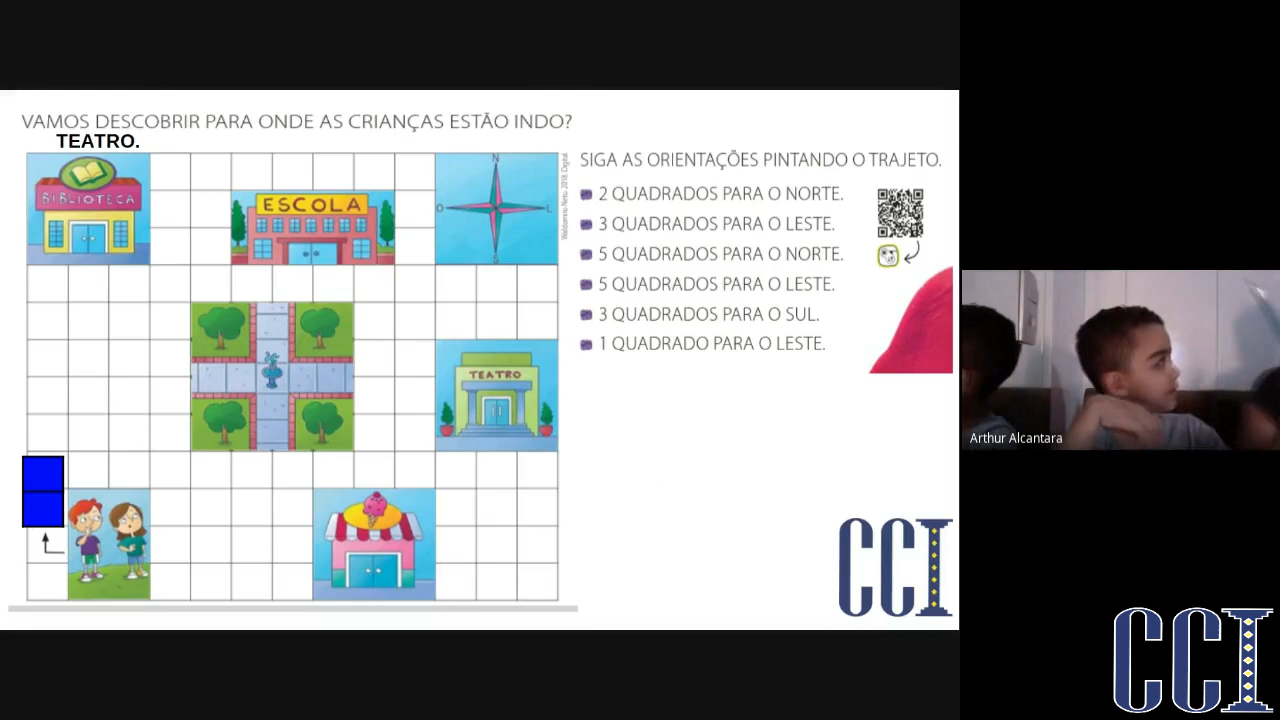 VAMOS DESCOBRIR PARA ONDE AS CRIANÇAS ESTÃO INDO?
TEATRO.
BIBLIOTECA
ESCOLA
N
O
L
S
TEATRO
SIGA AS ORIENTAÇÕES PINTANDO O TRAJETO.
2 QUADRADOS PARA O NORTE.
3 QUADRADOS PARA O LESTE.
5 QUADRADOS PARA O NORTE.
5 QUADRADOS PARA O LESTE.
3 QUADRADOS PARA O SUL.
1 QUADRADO PARA O LESTE.
CCI
Arthur Alcantara
CCI